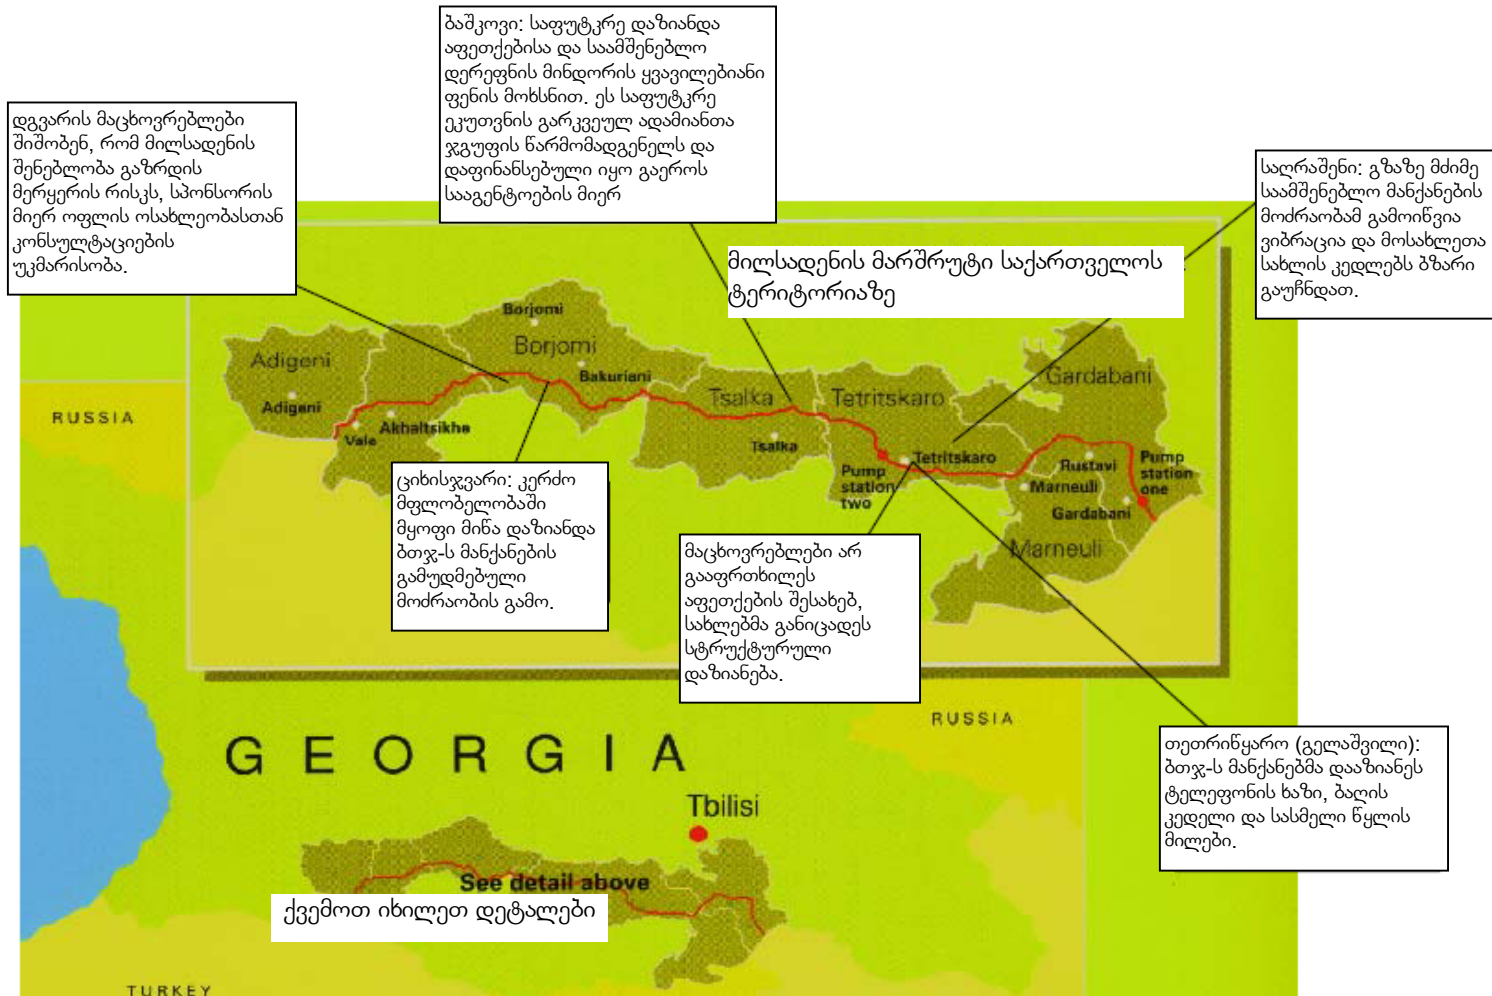 ბაშკოვი: საფუტკრე დაზიანდა
აფეთქებისა და საამშენებლო
დერეფნის მინდორის ყვავილებიანი
ფენის მოხსნით. ეს საფუტკრე
ეკუთვნის გარკვეულ ადამიანთა
ჯგუფის წარმომადგენელს და
დაფინანსებული იყო გაეროს
სააგენტოების მიერ
დგვარის მაცხოვრებლები
შიშობენ, რომ მილსადენის
შენებლობა გაზრდის
მერყერის რისკს, სპონსორის
მიერ ოფლის ოსახლეობასთან
კონსულტაციების
უკმარისობა.
საღრაშენი: გზაზე მძიმე
საამშენებლო მანქანების
მოძრაობამ გამოიწვია
ვიბრაცია და მოსახლეთა
სახლის კედლებს ბზარი
გაუჩნდათ.
მილსადენის მარშრუტი საქართველოს
ტერიტორიაზე
Borjomi
Borjomi
Adigeni
Bakuriani
Gardabani
Tsalka
Tetritskaro
Adigeni
RUSSIA
Akhaltsikhe
Vale
Tsalka
Tetritskaro
Pump
station
two
Rustavi
Pump
station
one
Marneuli
Gardabani
Marneuli
ციხისჯვარი: კერძო
მფლობელობაში
მყოფი მიწა დაზიანდა
ბთჯ-ს მანქანების
გამუდმებული
მოძრაობის გამო.
მაცხოვრებლები არ
გააფრთხილეს
აფეთქების შესახებ,
სახლებმა განიცადეს
სტრუქტურული
დაზიანება.
RUSSIA
GEORGIA
თეთრიწყარო (გელაშვილი):
ბთჯ-ს მანქანებმა დააზიანეს
ტელეფონის ხაზი, ბაღის
კედელი და სასმელი წყლის
მილები.
Tbilisi
See detail above
ქვემოთ იხილეთ დეტალები
TURKEY